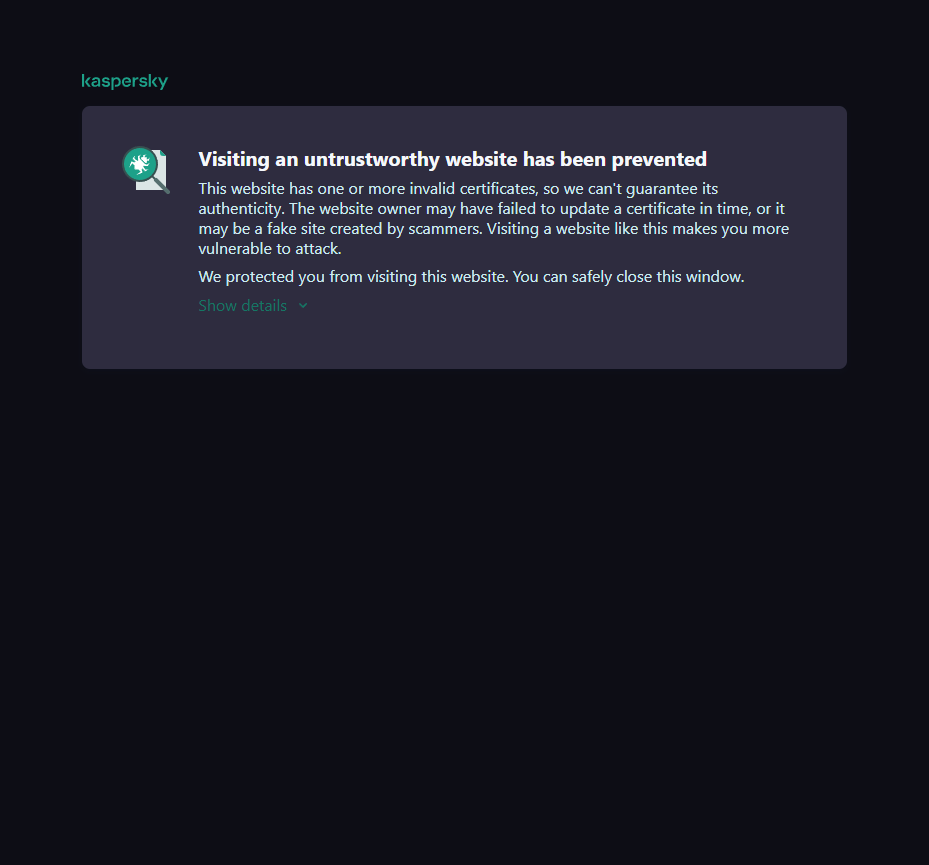 kaspersky
Visiting an untrustworthy website has been prevented
This website has one or more invalid certificates, so we can't guarantee its
authenticity. The website owner may have failed to update a certificate in time, or it
may be a fake site created by scammers. Visiting a website like this makes you more
vulnerable to attack.
We protected you from visiting this website. You can safely close this window.
Show details